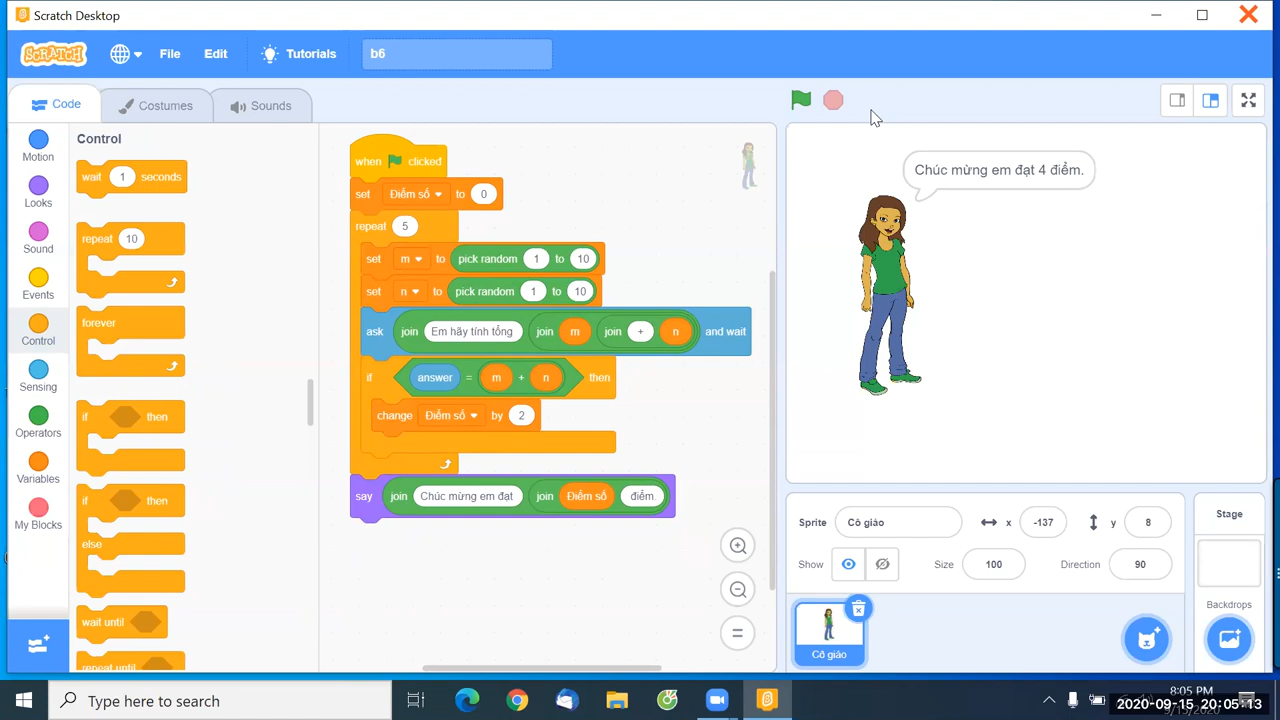 Scratch Desktop
SCRATCH File Edit Tutorials b6
Code Costumes Sounds
Motion
Looks
Sound
Events
Control
Sensing
Operators
Variables
My Blocks
Control
wait 1 seconds
repeat 10
forever
if then
if then
else
wait until
repeat until
when clicked
set Điểm số to 0
repeat 5
set m to pick random 1 to 10
set n to pick random 1 to 10
ask join Em hãy tính tổng join m join + n and wait
if answer = m + n then
change Điểm số by 2
say join Chúc mừng em đạt join Điểm số điểm.
Chúc mừng em đạt 4 điểm.
Sprite Cô giáo x -137 y 8
Show Size 100 Direction 90
Cô giáo
Stage
Backdrops
Type here to search
8:05 PM
2020-09-15 20:05:13